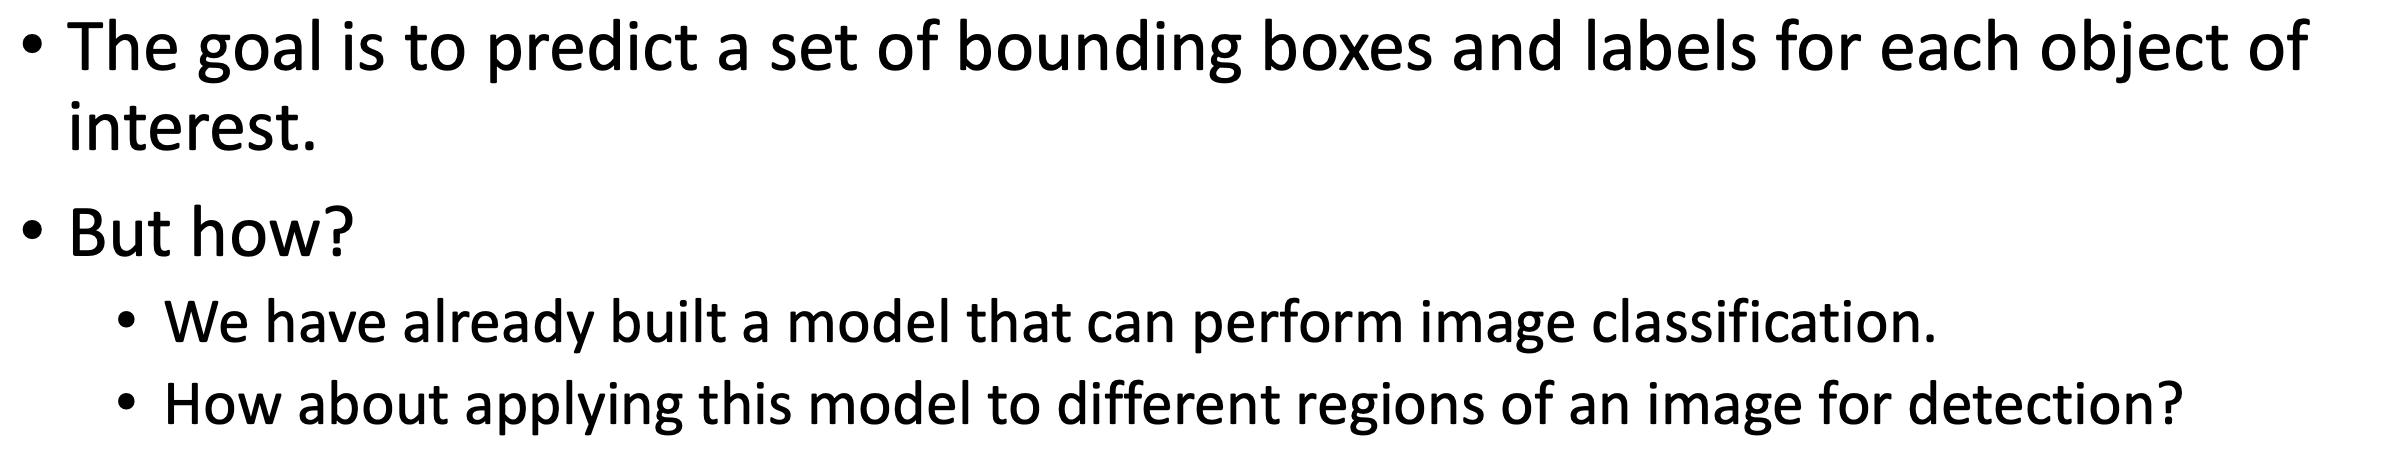 • The goal is to predict a set of bounding boxes and labels for each object of
interest.
• But how?
• We have already built a model that can perform image classification.
• How about applying this model to different regions of an image for detection?